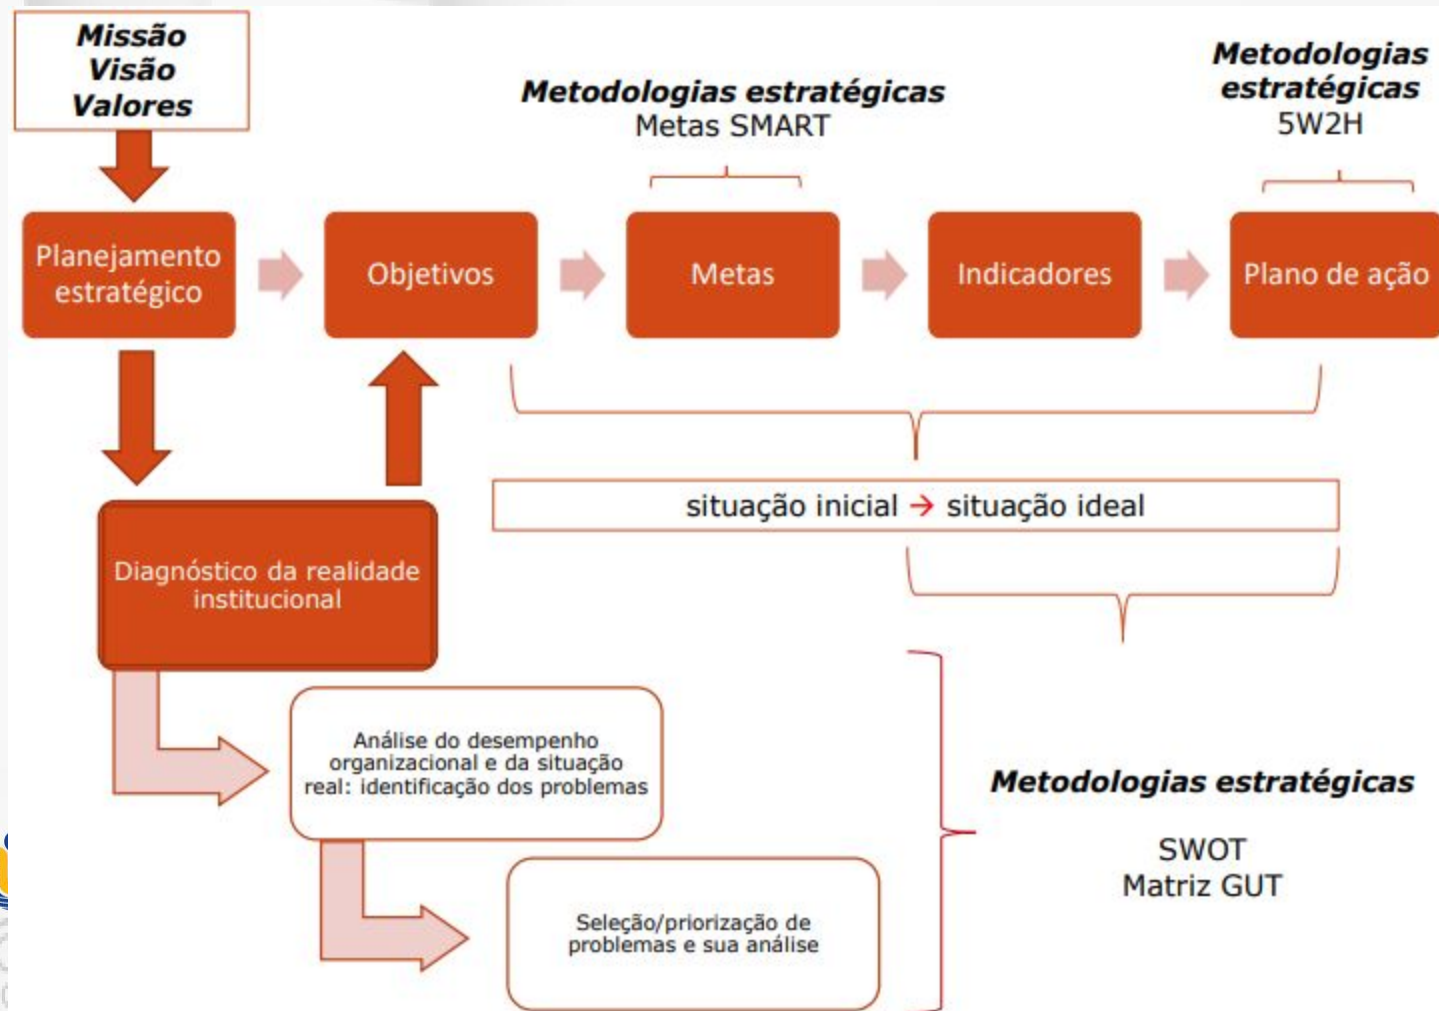 Missão
Visão
Valores
Metodologias estratégicas
Metas SMART
Metodologias
estratégicas
5W2H
Planejamento
estratégico
Objetivos
Metas
Indicadores
Plano de ação
situação inicial → situação ideal
Diagnóstico da realidade
institucional
Análise do desempenho
organizacional e da situação
real: identificação dos problemas
Seleção/priorização de
problemas e sua análise
Metodologias estratégicas
SWOT
Matriz GUT